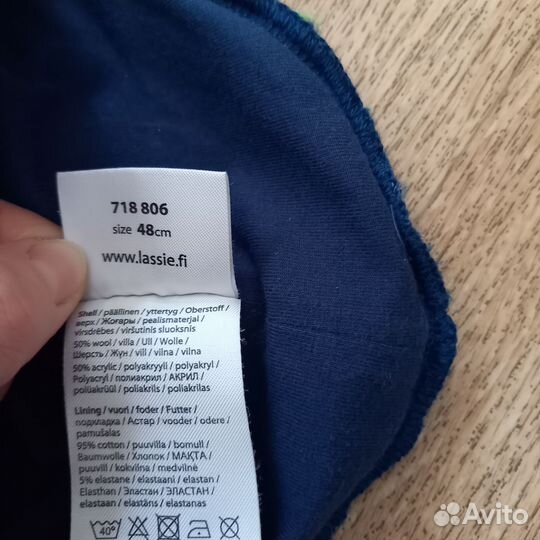 718 806
size 48cm
www.lassie.fi
Shell / päällinen / yttertyg / Oberstoff /
верх / Жоғары / pealismaterjal /
virsdrēbes / viršutinis sluoksnis
50% wool / villa / Ull / Wolle /
Шерсть / Жүн / vill / vilna / vilna
50% acrylic / polyakryyli / polyakryl /
Polyacryl / полиакрил / АКРИЛ /
polüakrüül / poliakrils / poliakrilas
Lining / vuori / foder / Futter /
подкладка / Астар / vooder / odere /
pamušalas
95% cotton / puuvilla / bomull /
Baumwolle / Хлопок / МАҚТА /
puuvill / kokvilna / medvilnė
5% elastane / elastaani / elastan /
Elasthan / Эластан / ЭЛАСТАН /
elastaan / elastāns / elastanas
40°
Avito